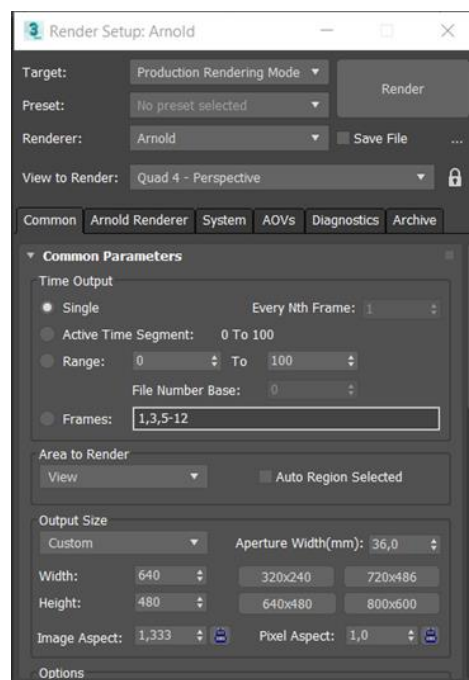 3 Render Setup: Arnold
Target: Production Rendering Mode
Render
Preset: No preset selected
Renderer: Arnold Save File ...
View to Render: Quad 4 - Perspective
Common Arnold Renderer System AOVs Diagnostics Archive
Common Parameters
Time Output
Single Every Nth Frame: 1
Active Time Segment: 0 To 100
Range: 0 To 100
File Number Base: 0
Frames: 1,3,5-12
Area to Render
View Auto Region Selected
Output Size
Custom Aperture Width(mm): 36,0
Width: 640 320x240 720x486
Height: 480 640x480 800x600
Image Aspect: 1,333 Pixel Aspect: 1,0
Options